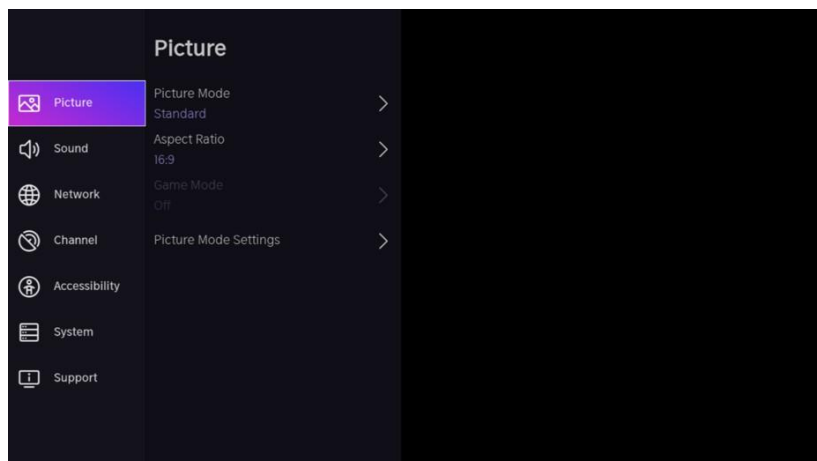 Picture
Picture
Sound
Network
Channel
Accessibility
System
Support
Picture Mode
Standard
Aspect Ratio
16:9
Game Mode
Off
Picture Mode Settings